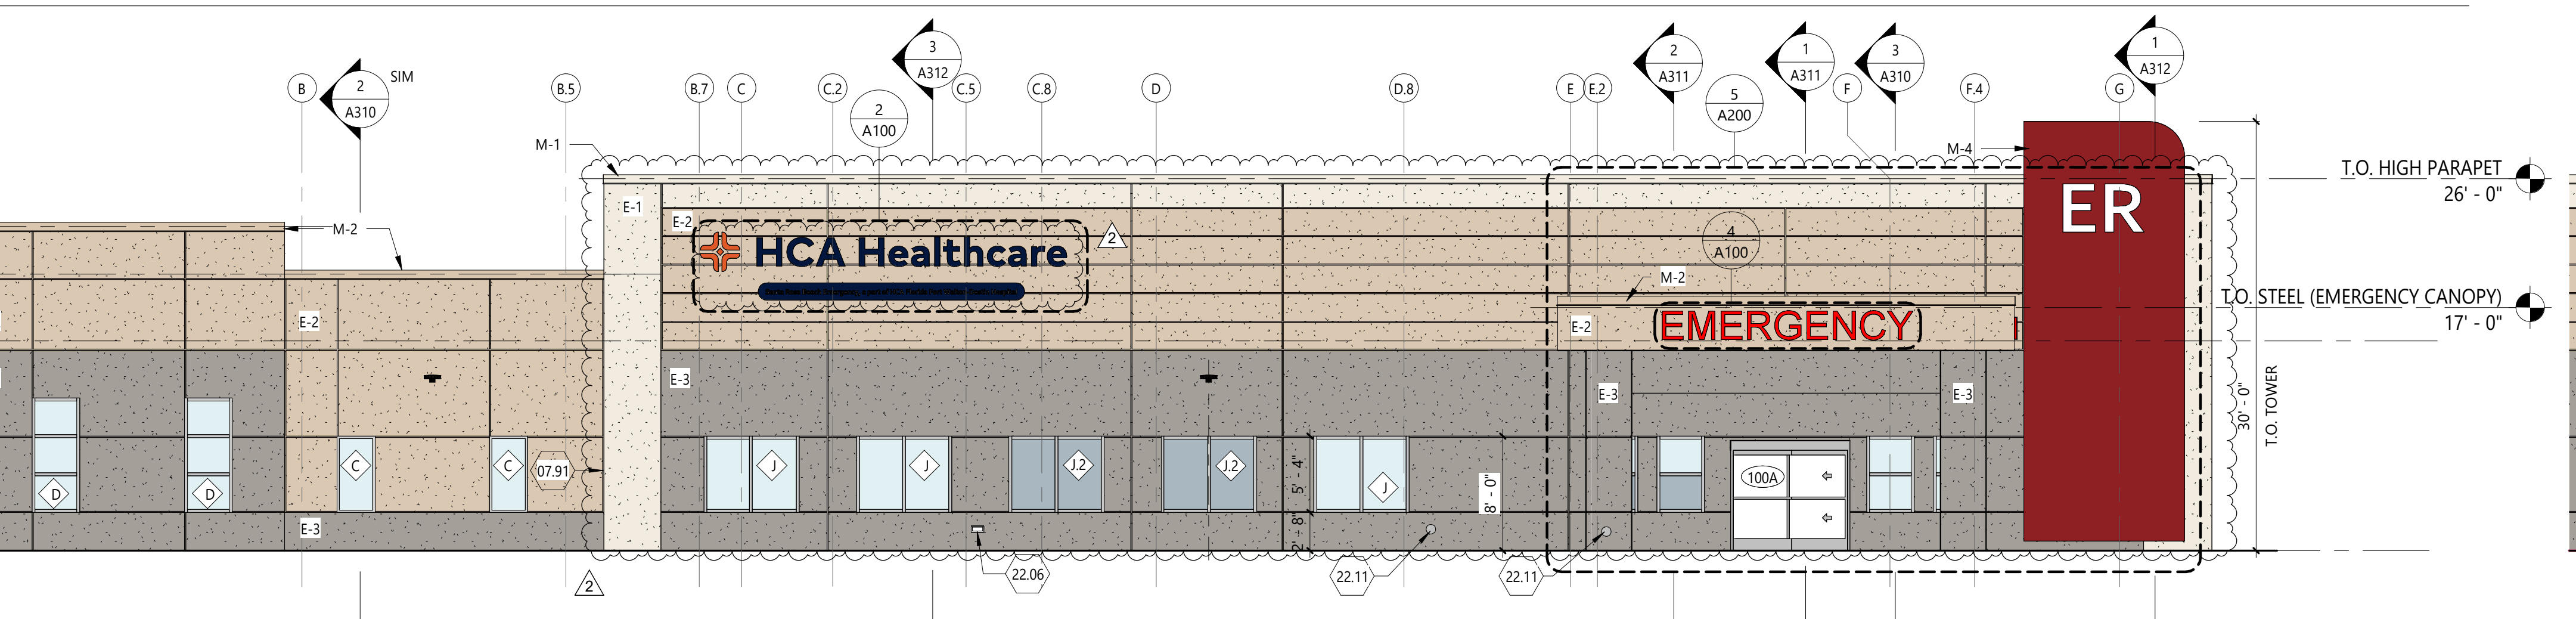 2
A310
SIM
3
A312
2
A311
1
A311
3
A310
1
A312
B
B.5
B.7
C
C.2
C.5
C.8
D
D.8
E
E.2
F
F.4
G
2
A100
5
A200
M-1
M-4
T.O. HIGH PARAPET
26' - 0"
E-1
E-2
ER
M-2
HCA Healthcare
2
4
A100
M-2
T.O. STEEL (EMERGENCY CANOPY)
17' - 0"
E-2
E-2
EMERGENCY
E-3
E-3
E-3
30' - 0"
T.O. TOWER
D
D
C
C
07.91
J
J
J.2
J.2
J
5' - 4"
2' - 8"
8' - 0"
100A
E-3
22.06
22.11
22.11
2